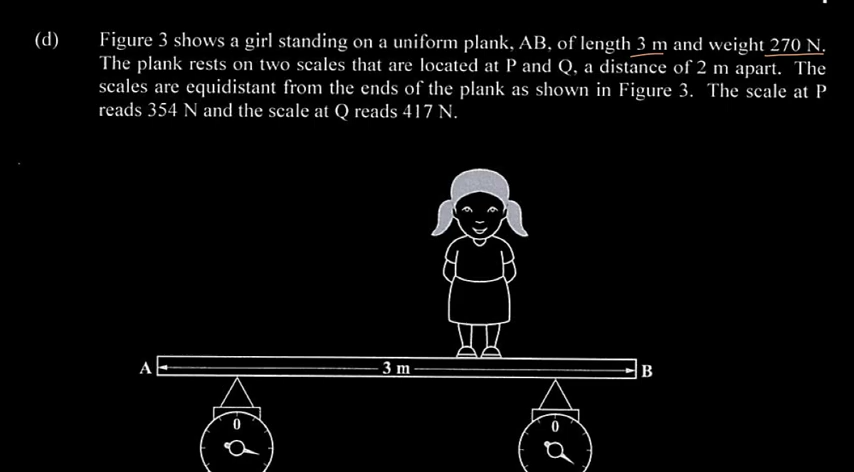 (d) Figure 3 shows a girl standing on a uniform plank, AB, of length 3 m and weight 270 N.
The plank rests on two scales that are located at P and Q, a distance of 2 m apart. The
scales are equidistant from the ends of the plank as shown in Figure 3. The scale at P
reads 354 N and the scale at Q reads 417 N.
A 3 m B
0 0